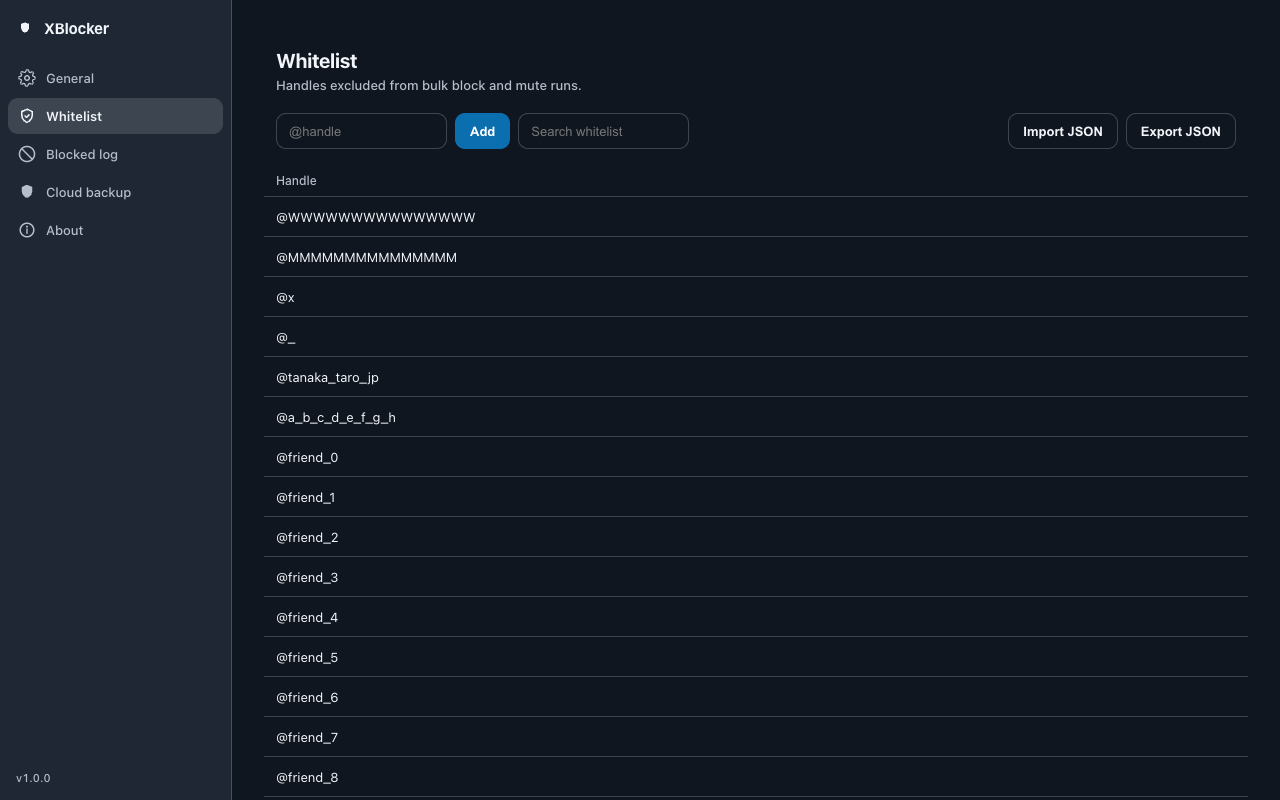 XBlocker
General
Whitelist
Blocked log
Cloud backup
About
v1.0.0
Whitelist
Handles excluded from bulk block and mute runs.
@handle
Add
Search whitelist
Import JSON
Export JSON
Handle
@WWWWWWWWWWWWWWW
@MMMMMMMMMMMMMMM
@x
@_
@tanaka_taro_jp
@a_b_c_d_e_f_g_h
@friend_0
@friend_1
@friend_2
@friend_3
@friend_4
@friend_5
@friend_6
@friend_7
@friend_8